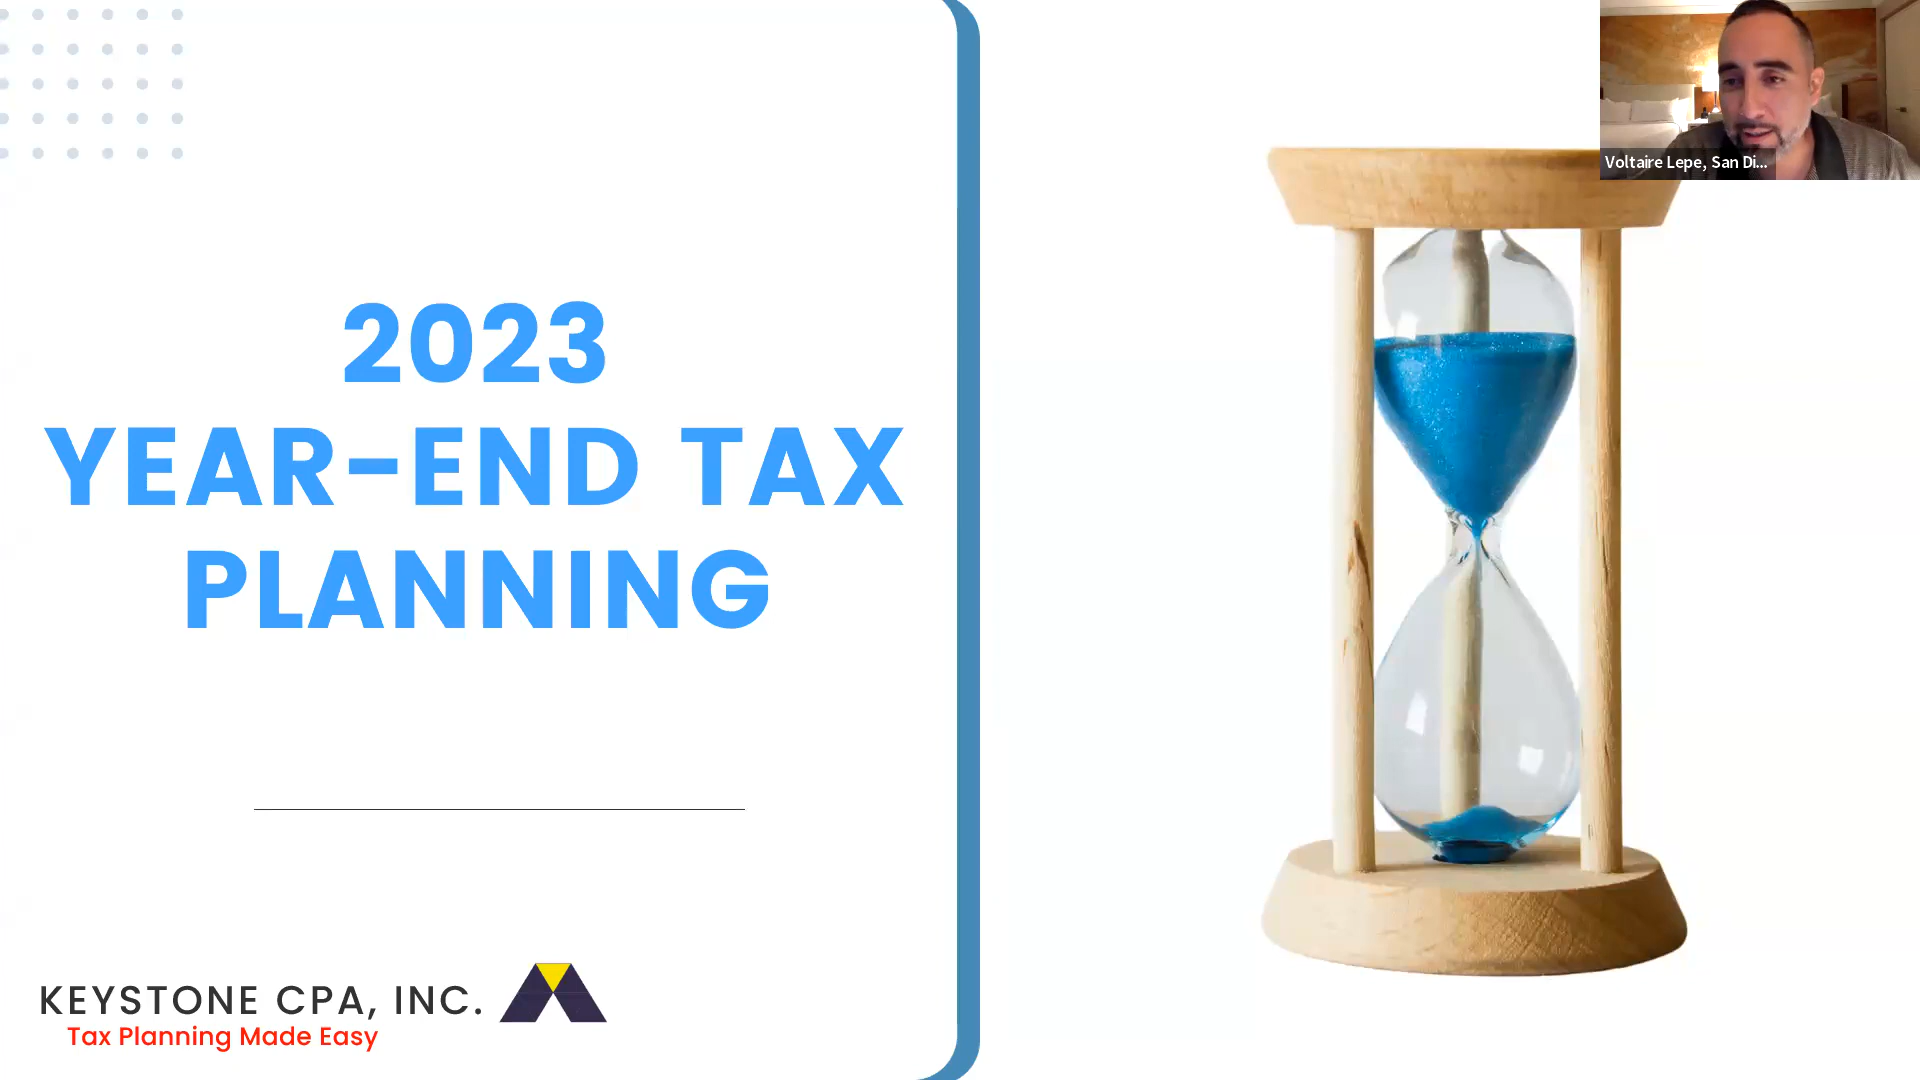 Voltaire Lepe, San Di...
2023
YEAR-END TAX
PLANNING
KEYSTONE CPA, INC.
Tax Planning Made Easy